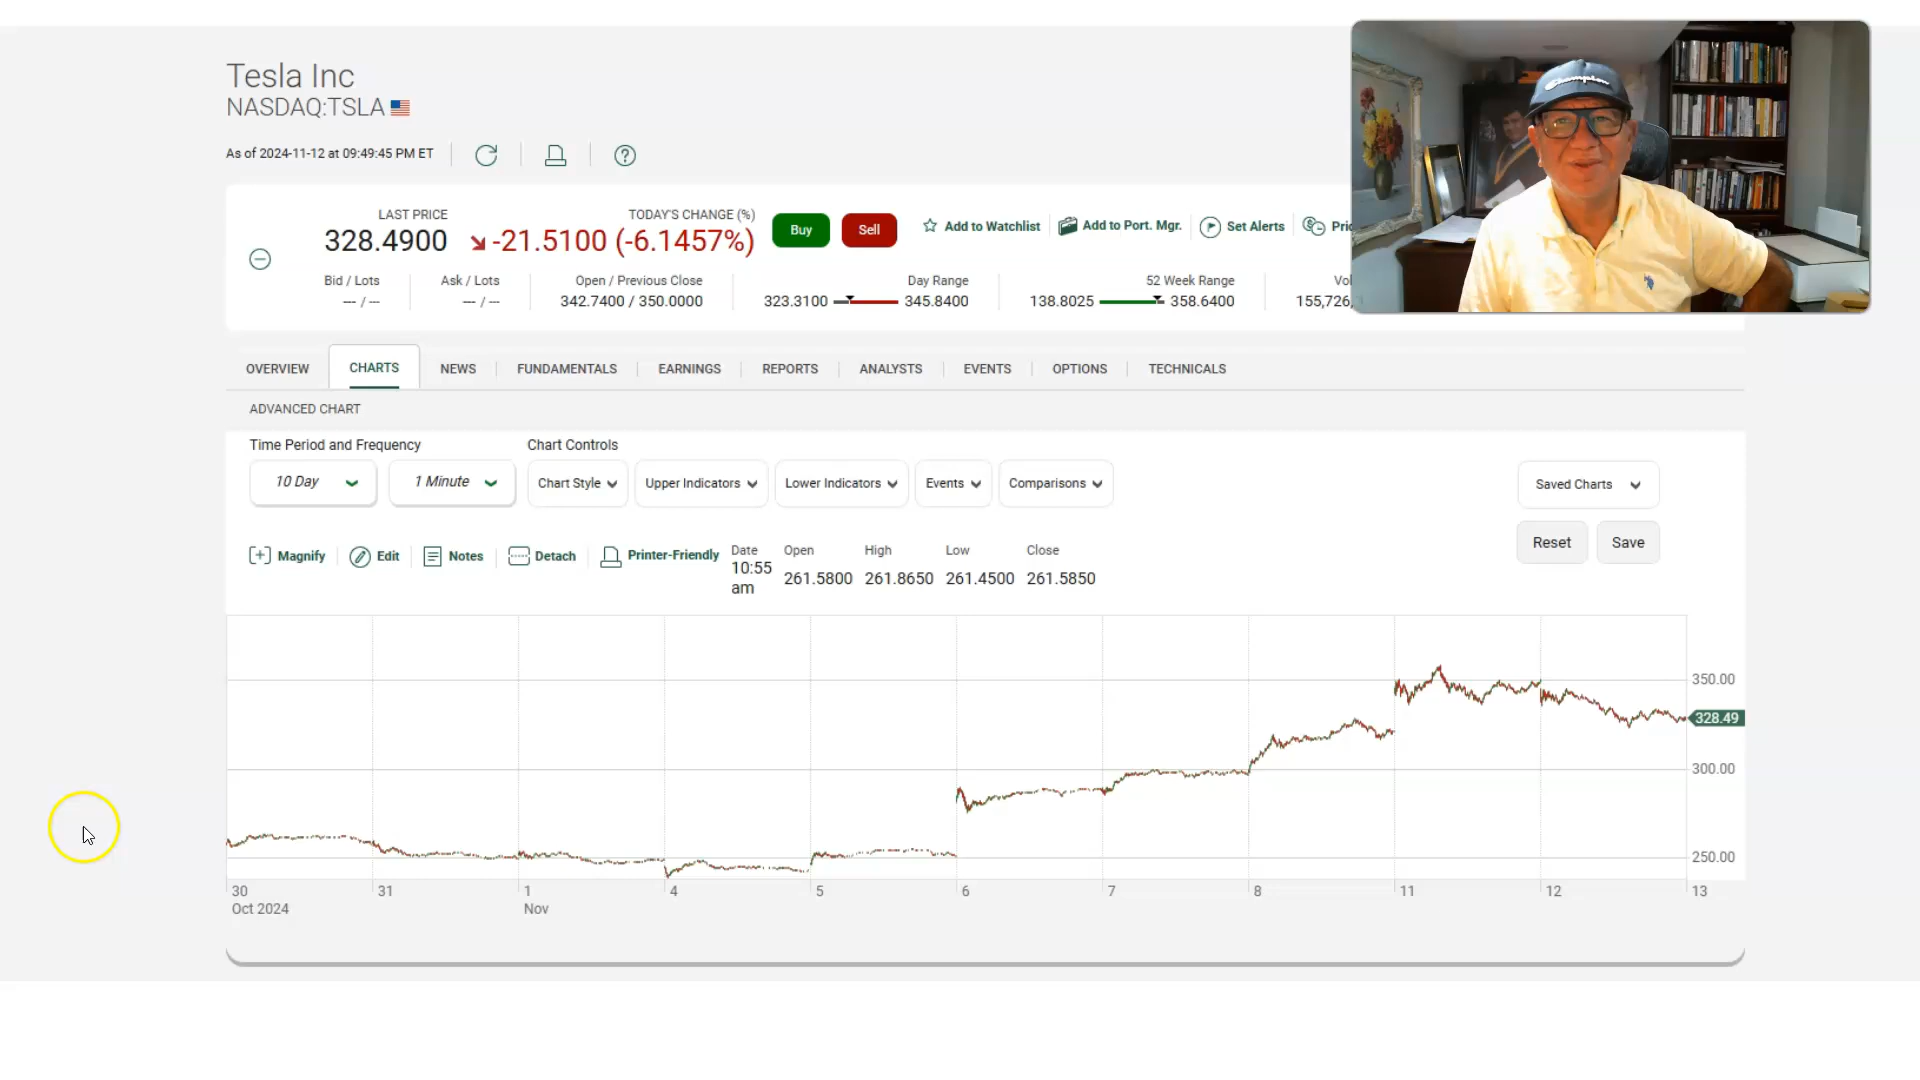 Tesla Inc
NASDAQ:TSLA
As of 2024-11-12 at 09:49:45 PM ET
LAST PRICE
328.4900
TODAY'S CHANGE (%)
-21.5100 (-6.1457%)
Buy
Sell
Add to Watchlist
Add to Port. Mgr.
Set Alerts
Bid / Lots
--- / ---
Ask / Lots
--- / ---
Open / Previous Close
342.7400 / 350.0000
Day Range
323.3100 345.8400
52 Week Range
138.8025 358.6400
155,726,
OVERVIEW
CHARTS
NEWS
FUNDAMENTALS
EARNINGS
REPORTS
ANALYSTS
EVENTS
OPTIONS
TECHNICALS
ADVANCED CHART
Time Period and Frequency
Chart Controls
10 Day
1 Minute
Chart Style
Upper Indicators
Lower Indicators
Events
Comparisons
Saved Charts
Reset
Save
Magnify
Edit
Notes
Detach
Printer-Friendly
Date Open High Low Close
10:55 am 261.5800 261.8650 261.4500 261.5850
350.00
328.49
300.00
250.00
30 31 1 4 5 6 7 8 11 12 13
Oct 2024 Nov
Champion